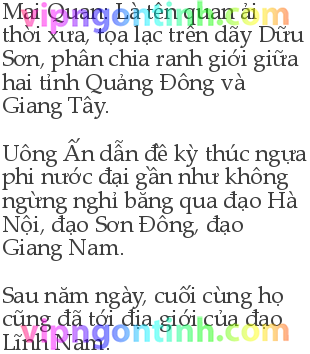 Mai quan: Là tên quan ải
thời xưa, tọa lạc trên dãy Dữu
Sơn, phân chia ranh giới giữa
hai tỉnh Quảng Đông và
Giang Tây.
Uông Ấn dẫn đề kỳ thúc ngựa
phi nước đại gần như không
ngừng nghỉ băng qua đạo Hà
Nội, đạo Sơn Đông, đạo
Giang Nam.
Sau năm ngày, cuối cùng họ
cũng đã tới địa giới của đạo
Lĩnh Nam.
vipngontinh.com
vipngontinh.com